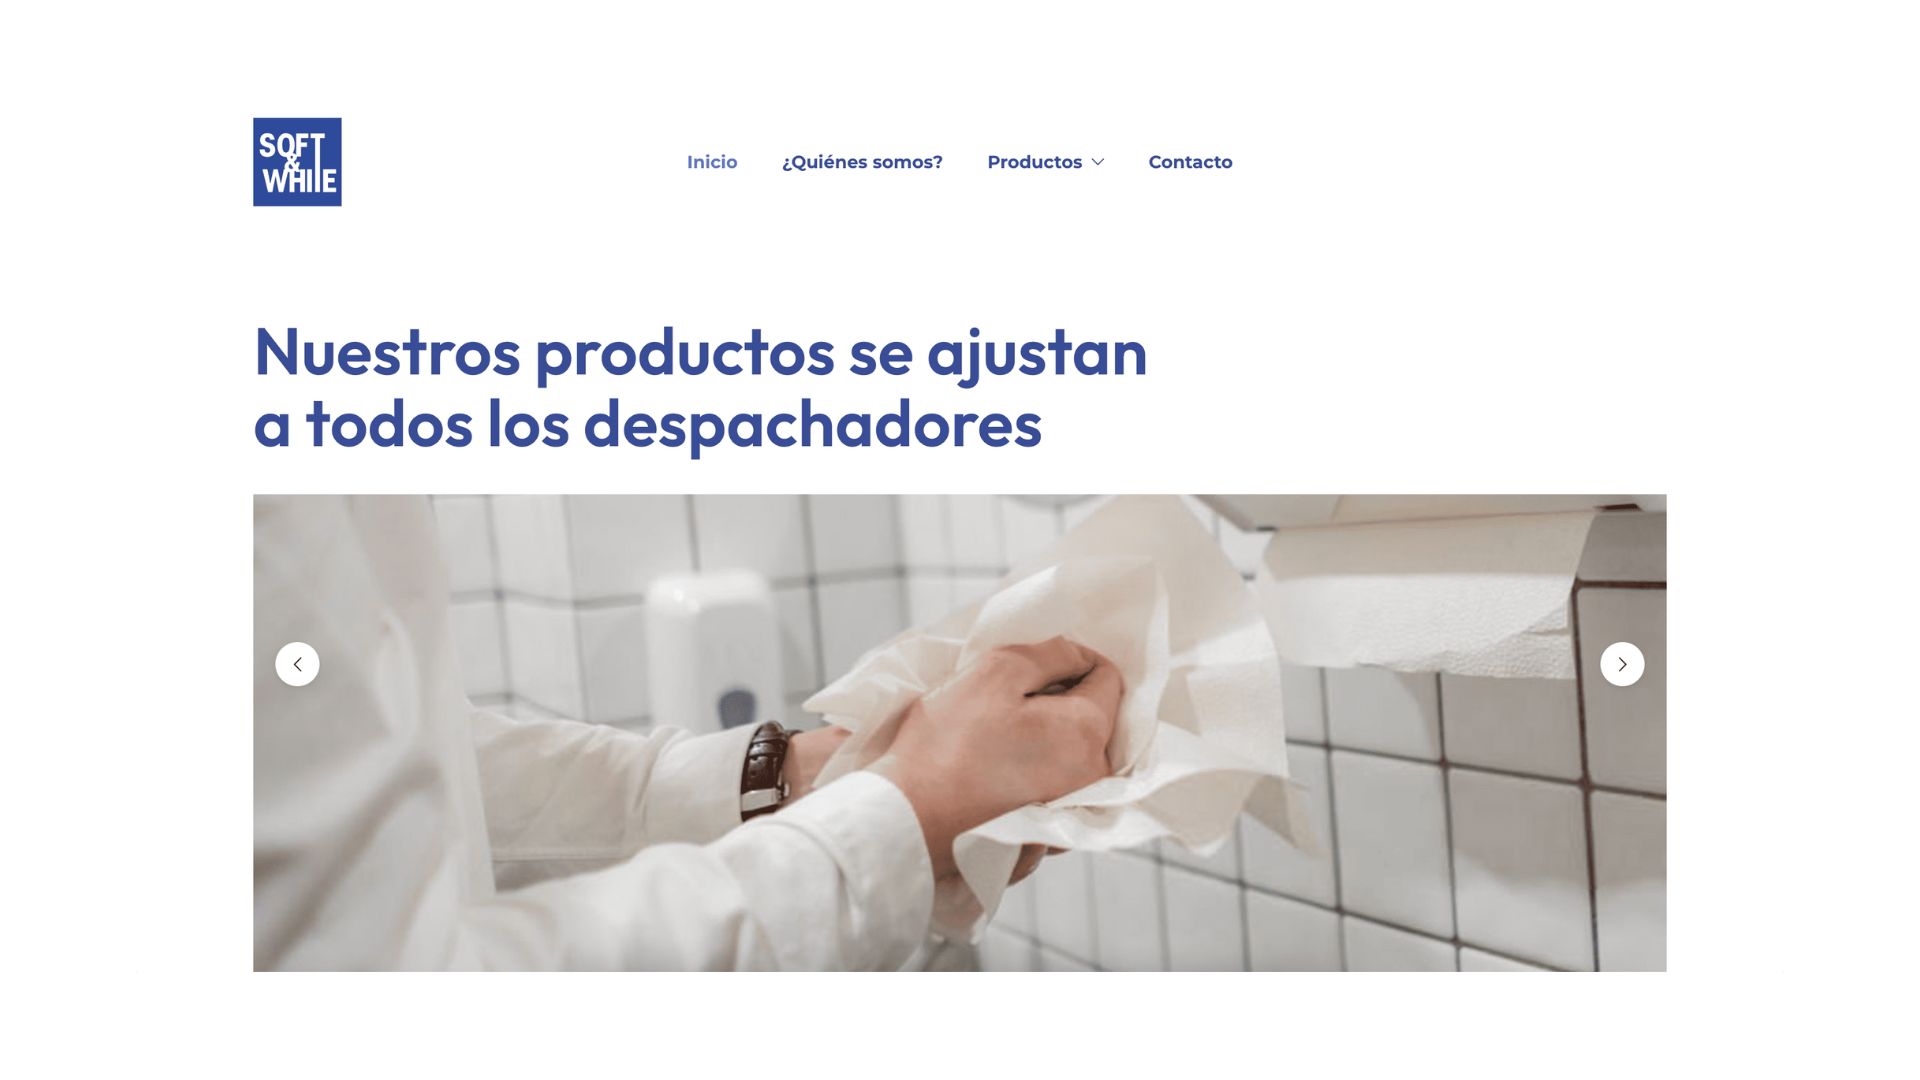 SOFT
&
WHITE
Inicio ¿Quiénes somos? Productos Contacto
Nuestros productos se ajustan
a todos los despachadores